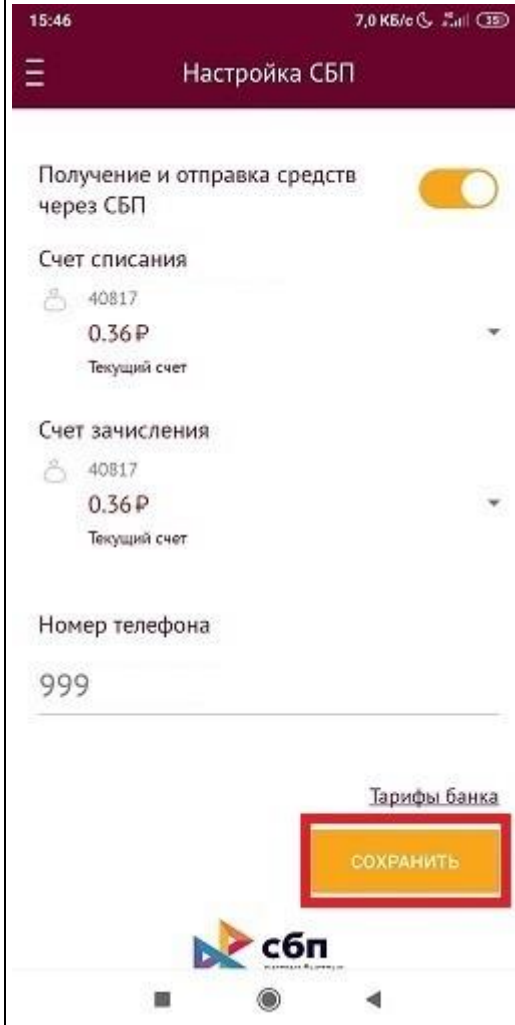 15:46
7,0 КБ/с
35
Настройка СБП
Получение и отправка средств
через СБП
Счет списания
40817
0.36 ₽
Текущий счет
Счет зачисления
40817
0.36 ₽
Текущий счет
Номер телефона
999
Тарифы банка
СОХРАНИТЬ
сбп